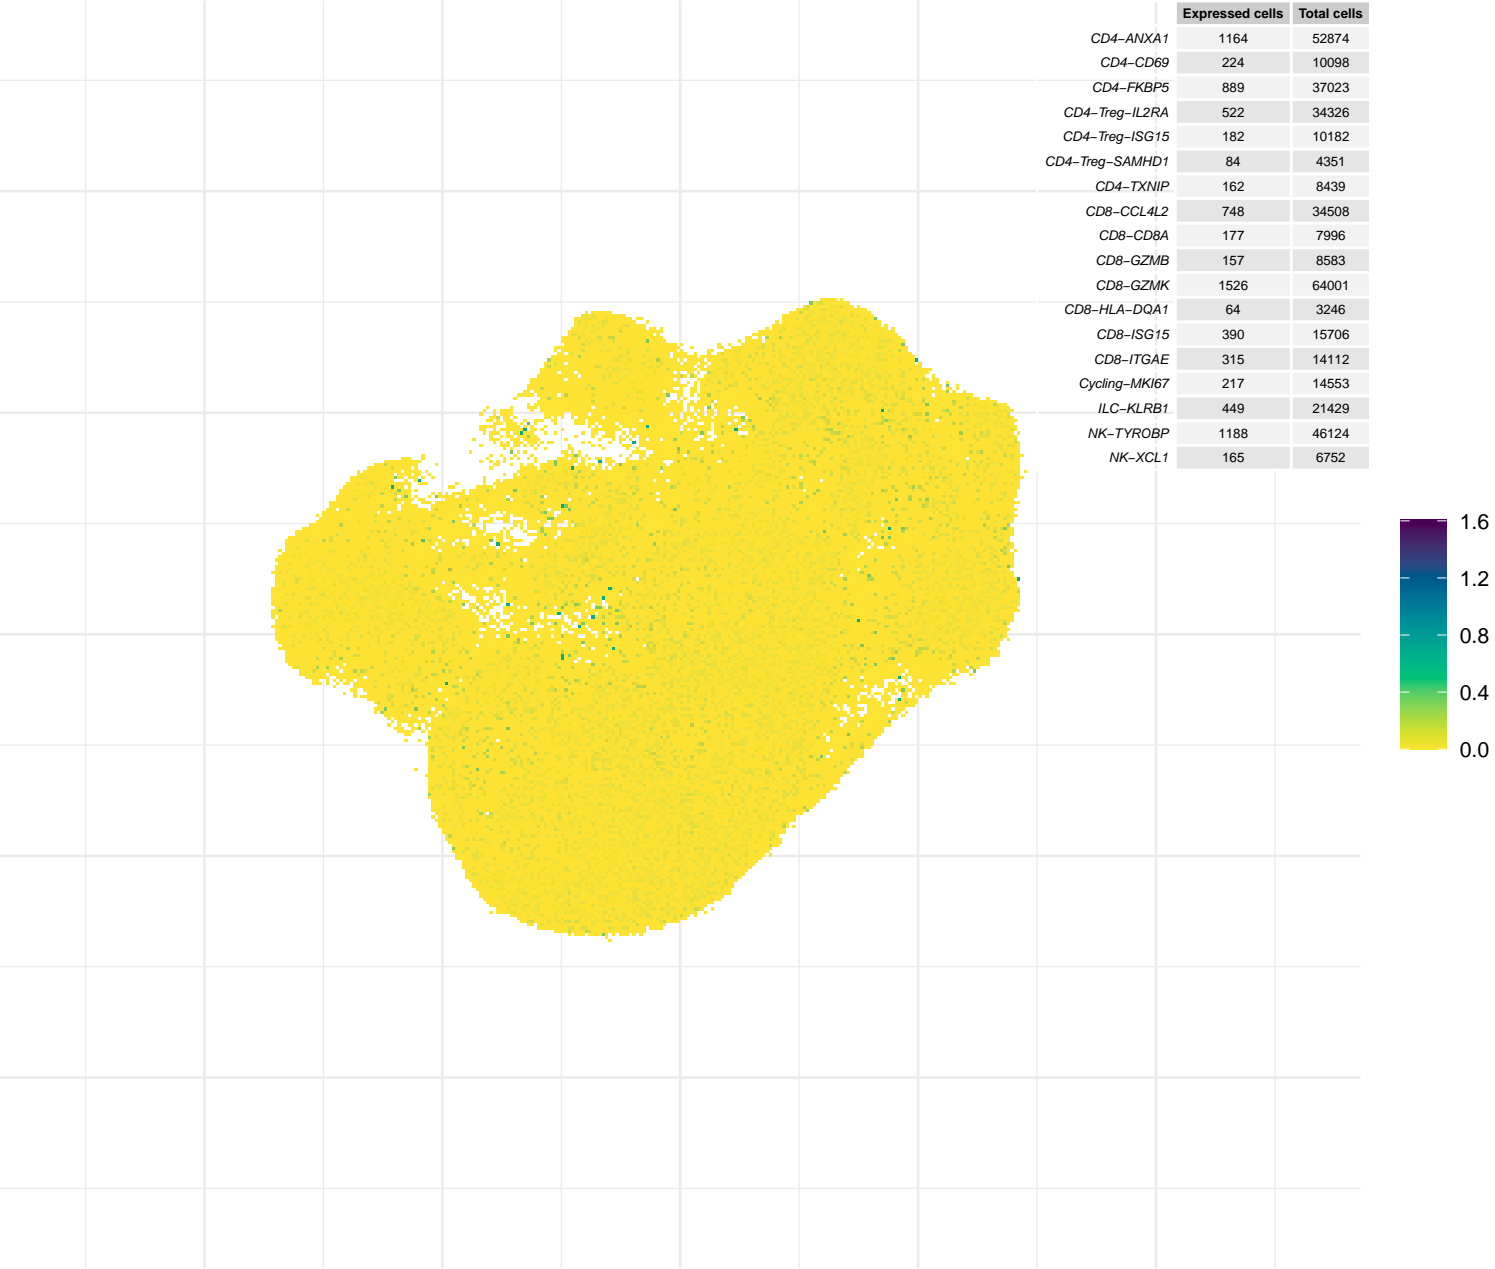 Expressed cells Total cells
CD4−ANXA1 1164 52874
CD4−CD69 224 10098
CD4−FKBP5 889 37023
CD4−Treg−IL2RA 522 34326
CD4−Treg−ISG15 182 10182
CD4−Treg−SAMHD1 84 4351
CD4−TXNIP 162 8439
CD8−CCL4L2 748 34508
CD8−CD8A 177 7996
CD8−GZMB 157 8583
CD8−GZMK 1526 64001
CD8−HLA−DQA1 64 3246
CD8−ISG15 390 15706
CD8−ITGAE 315 14112
Cycling−MKI67 217 14553
ILC−KLRB1 449 21429
NK−TYROBP 1188 46124
NK−XCL1 165 6752
1.6
1.2
0.8
0.4
0.0